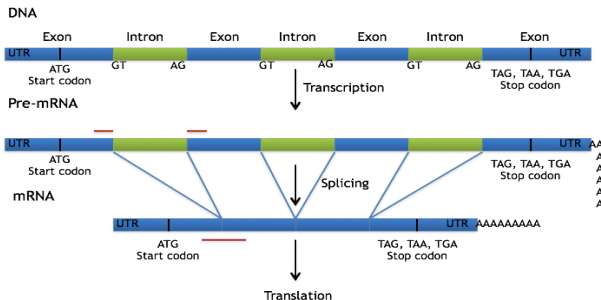 DNA
Exon Intron Exon Intron Exon Intron Exon
UTR UTR
ATG GT AG GT AG GT AG TAG, TAA, TGA
Start codon Stop codon
Transcription
Pre-mRNA
UTR UTR AA
A
A
A
A
A
ATG TAG, TAA, TGA
Start codon Stop codon
Splicing
mRNA
UTR UTR AAAAAAAAA
ATG TAG, TAA, TGA
Start codon Stop codon
Translation